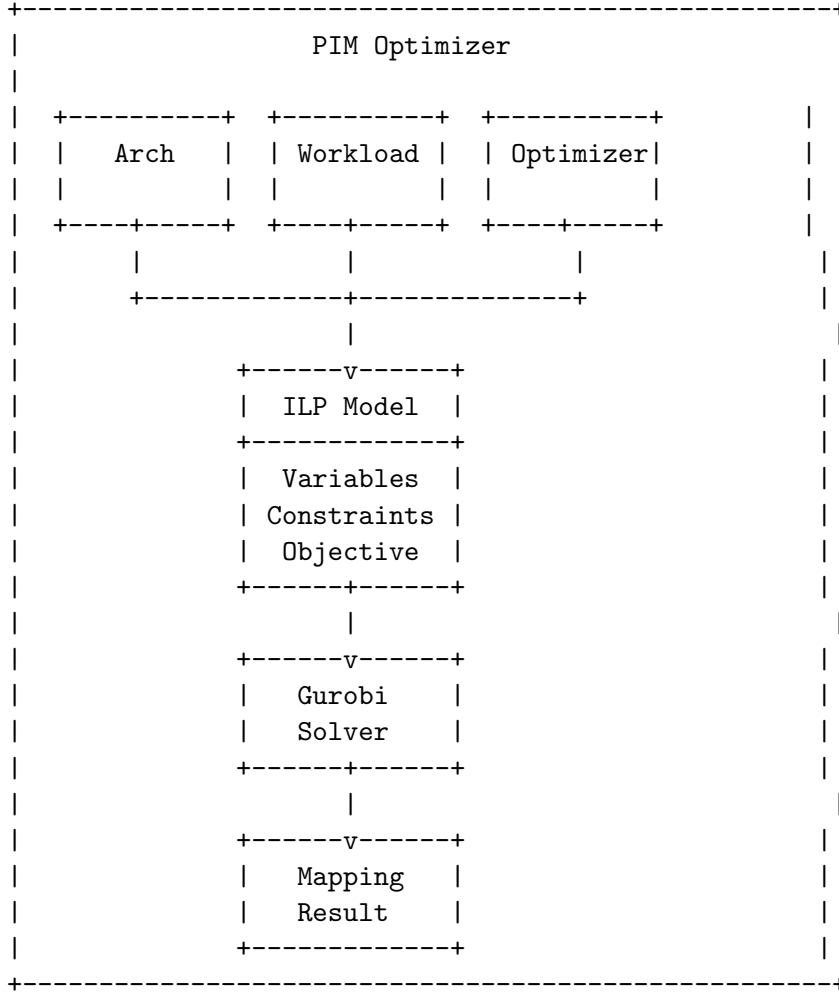 PIM Optimizer
Arch Workload Optimizer
v
ILP Model
Variables
Constraints
Objective
v
Gurobi
Solver
v
Mapping
Result